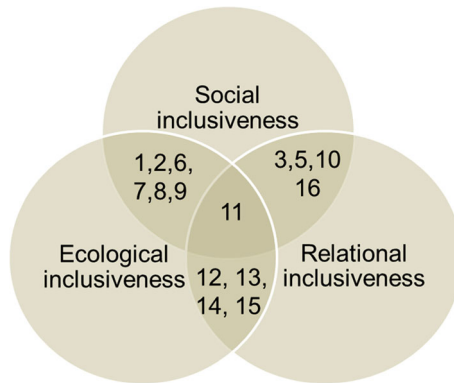 Social
inclusiveness
1,2,6,
7,8,9
3,5,10
16
11
Ecological
inclusiveness
Relational
inclusiveness
12, 13,
14, 15